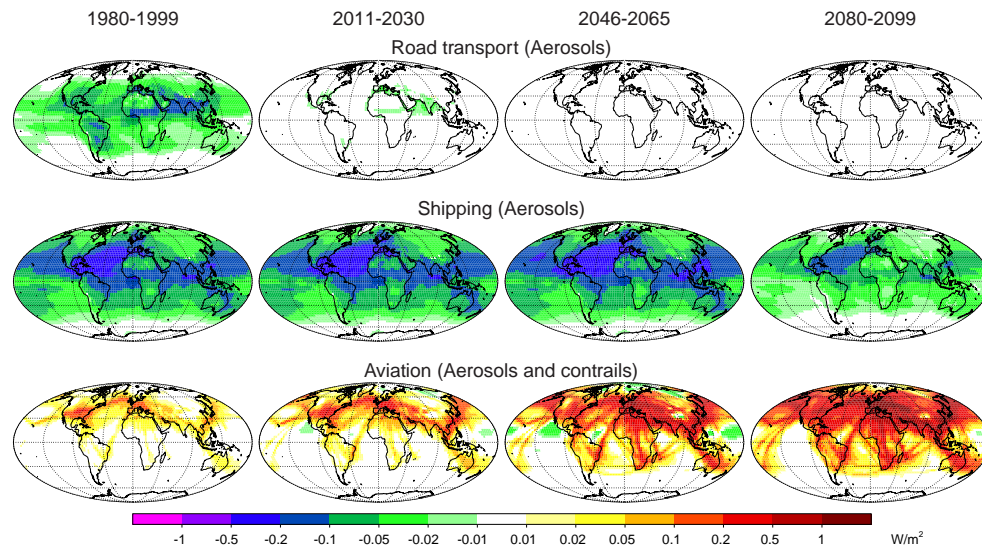 1980-1999 2011-2030 2046-2065 2080-2099
Road transport (Aerosols)
Shipping (Aerosols)
Aviation (Aerosols and contrails)
-1 -0.5 -0.2 -0.1 -0.05 -0.02 -0.01 0.01 0.02 0.05 0.1 0.2 0.5 1 W/m²